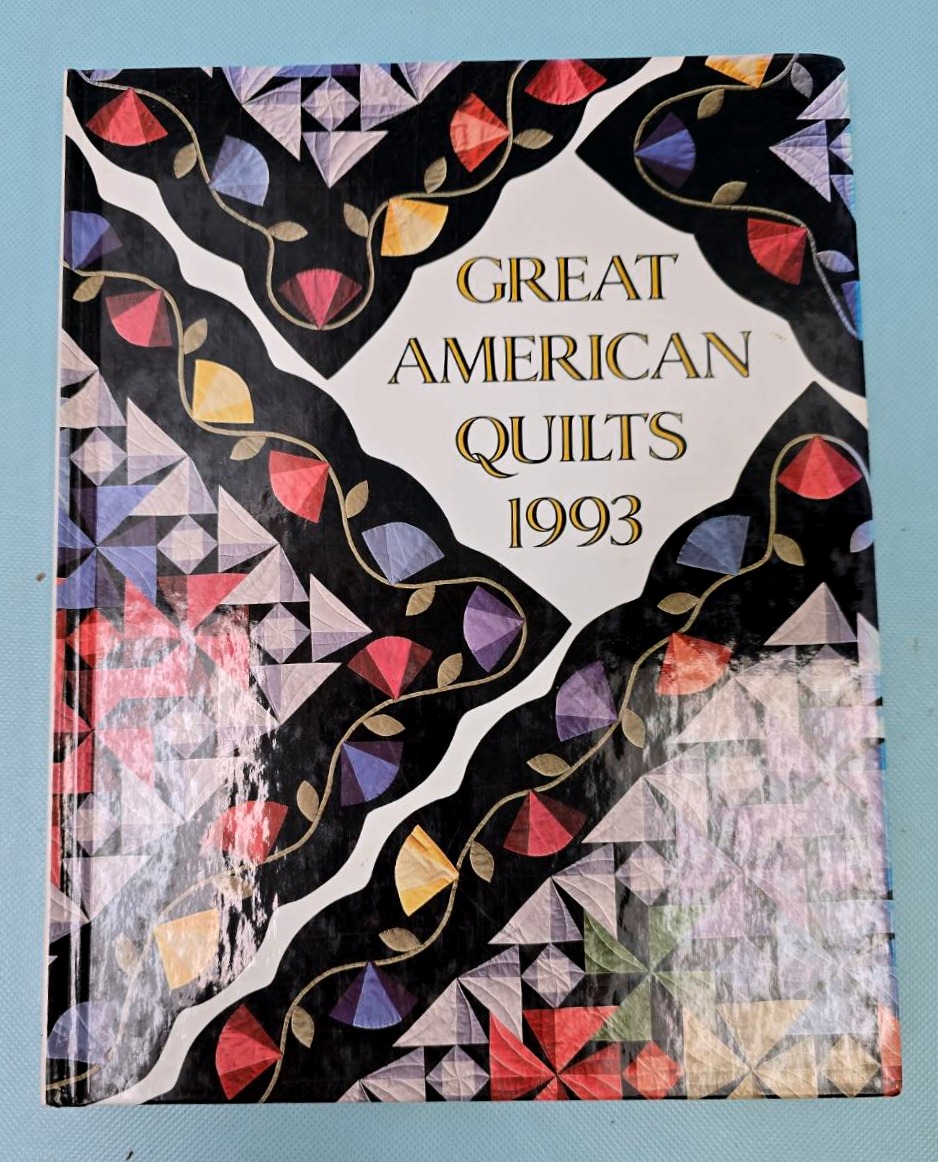 GREAT
AMERICAN
QUILTS
1993